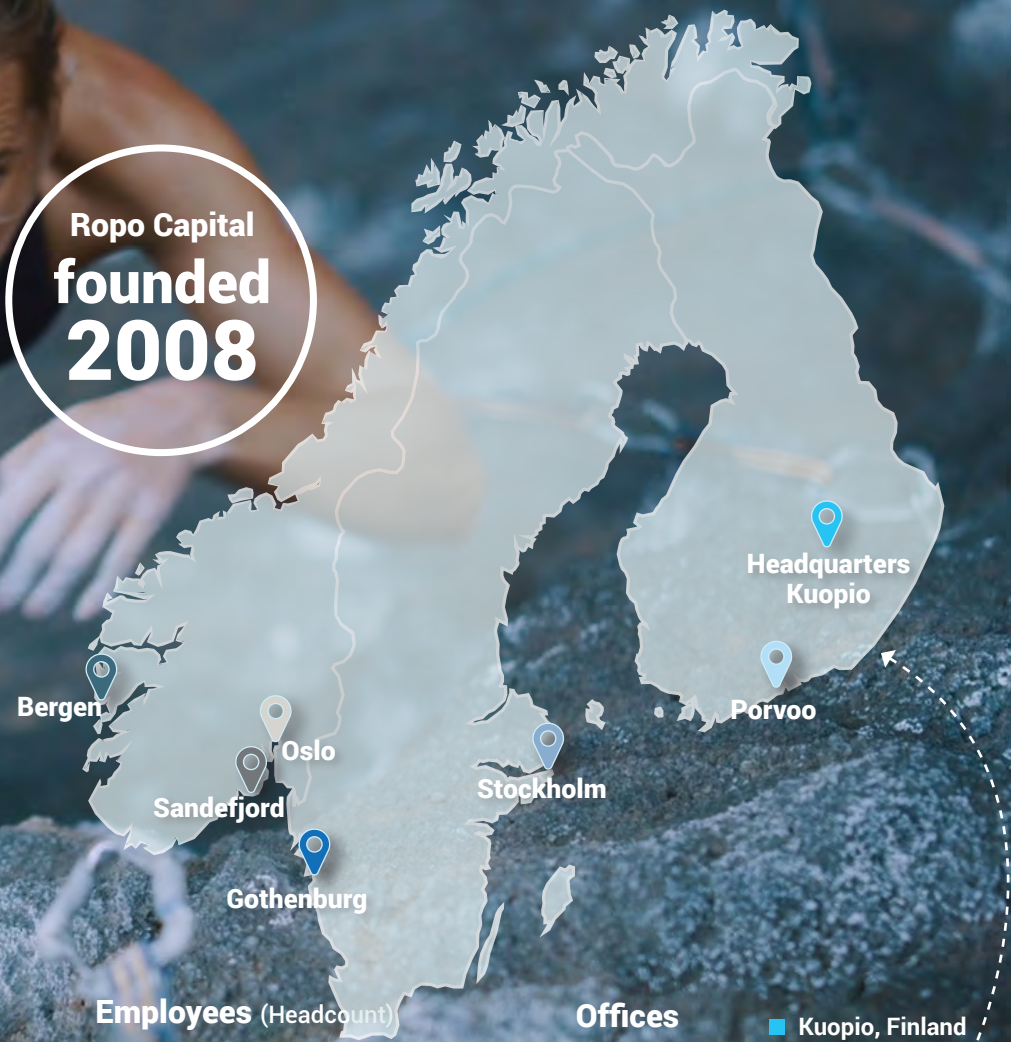 Ropo Capital
founded
2008
Headquarters
Kuopio
Porvoo
Bergen
Oslo
Stockholm
Sandefjord
Gothenburg
Employees (Headcount)
Offices
Kuopio, Finland